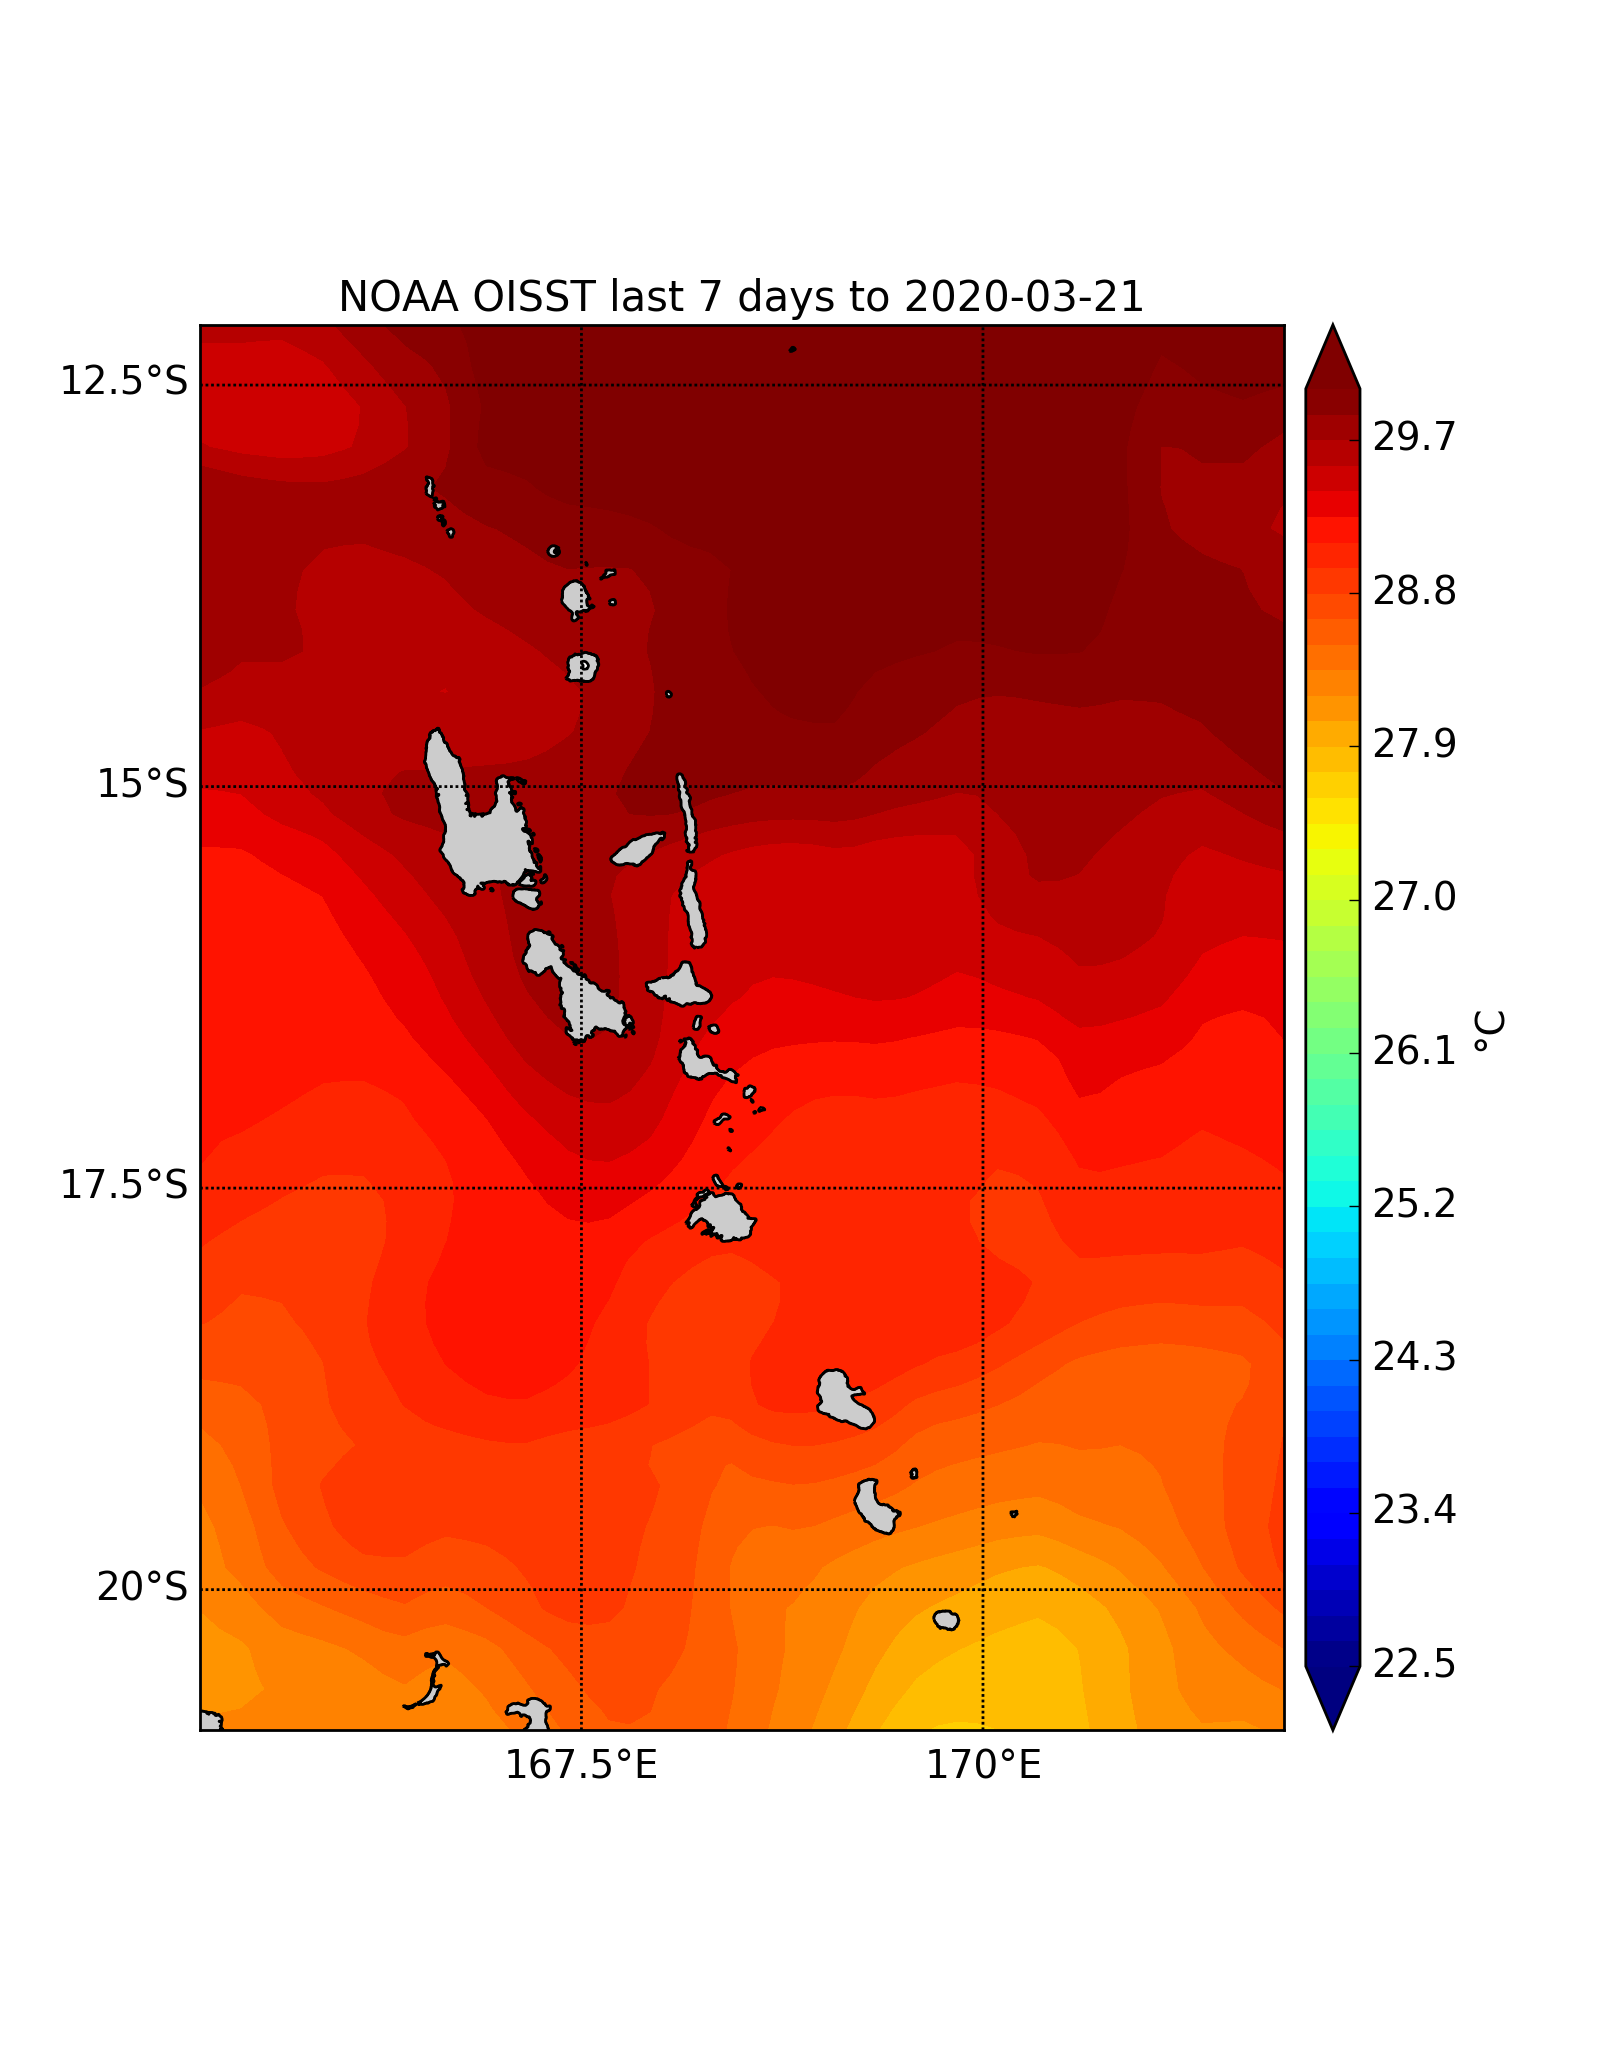 NOAA OISST last 7 days to 2020-03-21
12.5°S
15°S
17.5°S
20°S
167.5°E
170°E
29.7
28.8
27.9
27.0
26.1
25.2
24.3
23.4
22.5
°C